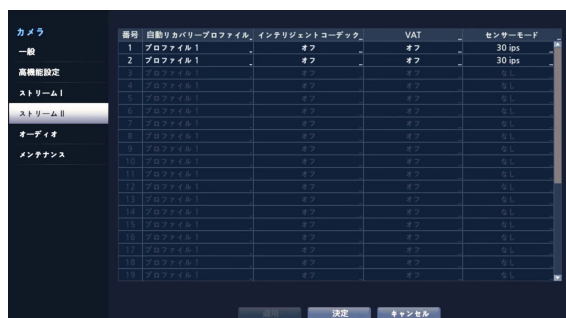 カメラ
一般
高機能設定
ストリーム I
ストリーム II
オーディオ
メンテナンス
番号 自動リカバリープロファイル インテリジェントコーデック VAT センサーモード
1 プロファイル 1 オフ オフ 30 ips
2 プロファイル 1 オフ オフ 30 ips
3 プロファイル 1 オフ オフ なし
4 プロファイル 1 オフ オフ なし
5 プロファイル 1 オフ オフ なし
6 プロファイル 1 オフ オフ なし
7 プロファイル 1 オフ オフ なし
8 プロファイル 1 オフ オフ なし
9 プロファイル 1 オフ オフ なし
10 プロファイル 1 オフ オフ なし
11 プロファイル 1 オフ オフ なし
12 プロファイル 1 オフ オフ なし
13 プロファイル 1 オフ オフ なし
14 プロファイル 1 オフ オフ なし
15 プロファイル 1 オフ オフ なし
16 プロファイル 1 オフ オフ なし
17 プロファイル 1 オフ オフ なし
18 プロファイル 1 オフ オフ なし
19 プロファイル 1 オフ オフ なし
適用 決定 キャンセル